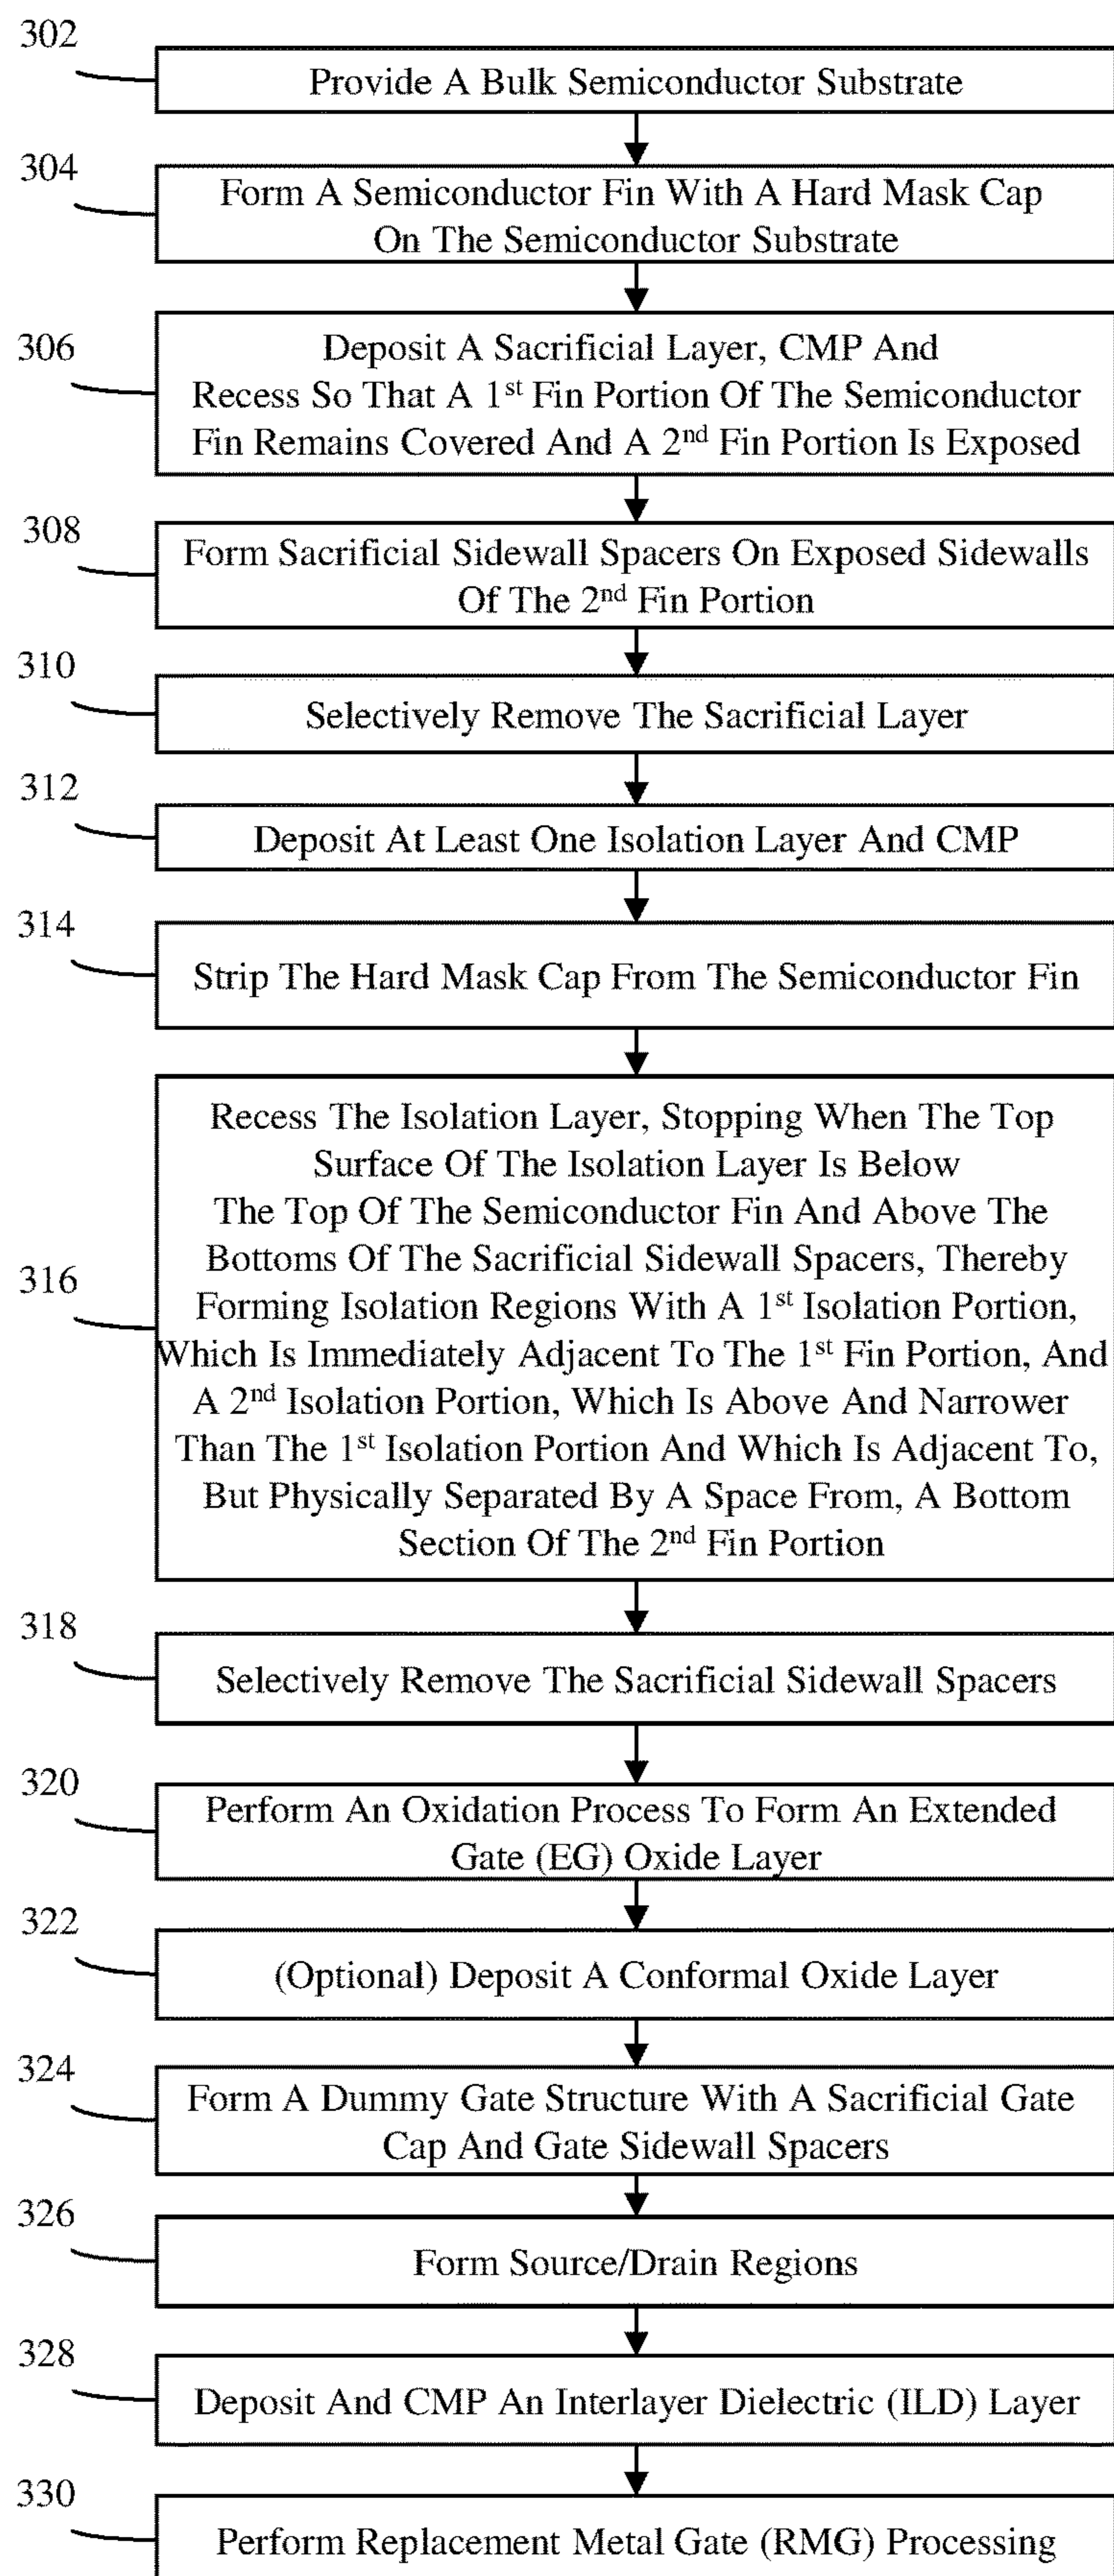 302
Provide A Bulk Semiconductor Substrate
304
Form A Semiconductor Fin With A Hard Mask Cap
On The Semiconductor Substrate
306
Deposit A Sacrificial Layer, CMP And
Recess So That A 1st Fin Portion Of The Semiconductor
Fin Remains Covered And A 2nd Fin Portion Is Exposed
308
Form Sacrificial Sidewall Spacers On Exposed Sidewalls
Of The 2nd Fin Portion
310
Selectively Remove The Sacrificial Layer
312
Deposit At Least One Isolation Layer And CMP
314
Strip The Hard Mask Cap From The Semiconductor Fin
316
Recess The Isolation Layer, Stopping When The Top
Surface Of The Isolation Layer Is Below
The Top Of The Semiconductor Fin And Above The
Bottoms Of The Sacrificial Sidewall Spacers, Thereby
Forming Isolation Regions With A 1st Isolation Portion,
Which Is Immediately Adjacent To The 1st Fin Portion, And
A 2nd Isolation Portion, Which Is Above And Narrower
Than The 1st Isolation Portion And Which Is Adjacent To,
But Physically Separated By A Space From, A Bottom
Section Of The 2nd Fin Portion
318
Selectively Remove The Sacrificial Sidewall Spacers
320
Perform An Oxidation Process To Form An Extended
Gate (EG) Oxide Layer
322
(Optional) Deposit A Conformal Oxide Layer
324
Form A Dummy Gate Structure With A Sacrificial Gate
Cap And Gate Sidewall Spacers
326
Form Source/Drain Regions
328
Deposit And CMP An Interlayer Dielectric (ILD) Layer
330
Perform Replacement Metal Gate (RMG) Processing